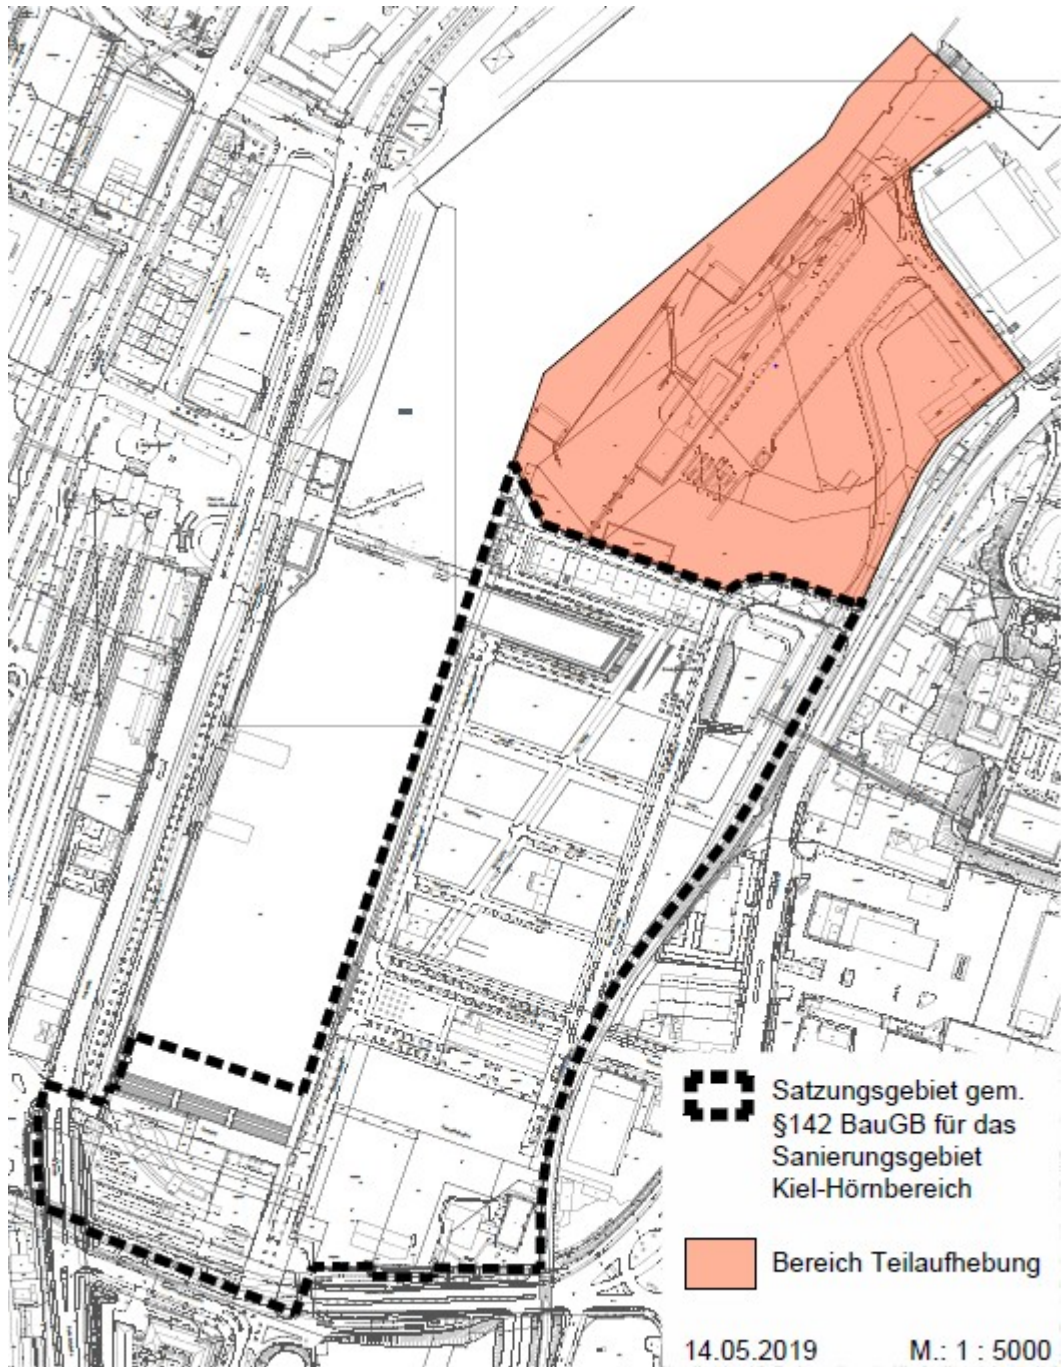 Satzungsgebiet gem.
§142 BauGB für das
Sanierungsgebiet
Kiel-Hörnbereich
Bereich Teilaufhebung
14.05.2019 M.: 1 : 5000